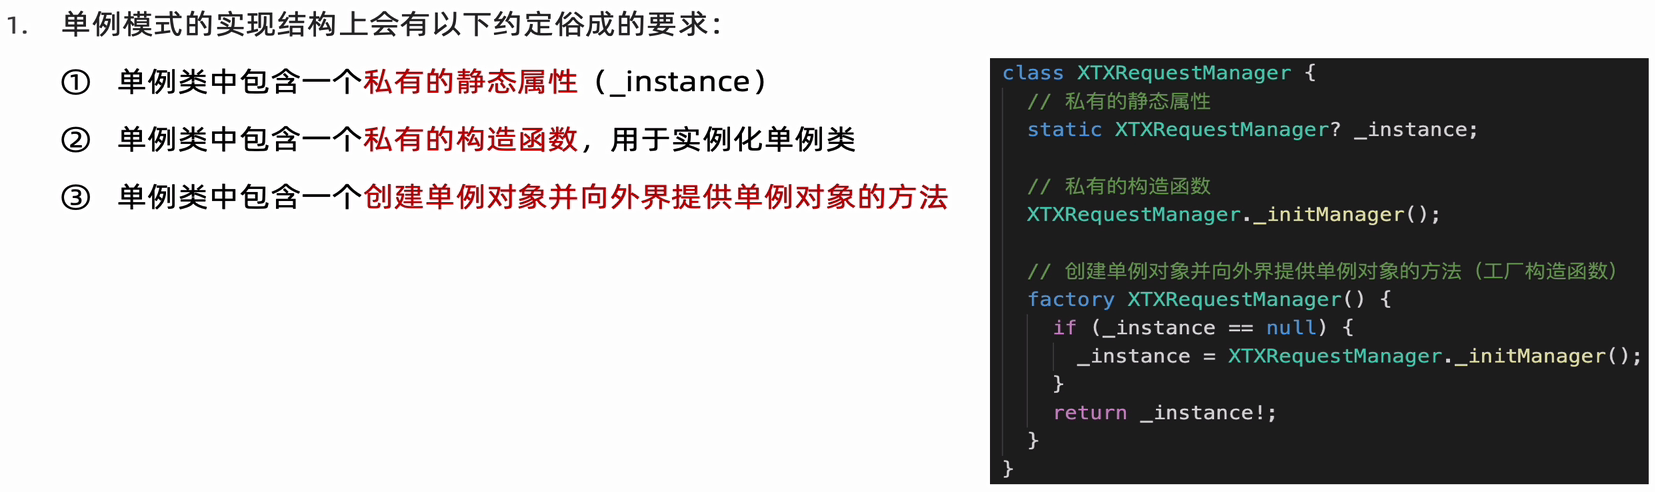 1. 单例模式的实现结构上会有以下约定俗成的要求：
① 单例类中包含一个私有的静态属性（_instance）
② 单例类中包含一个私有的构造函数，用于实例化单例类
③ 单例类中包含一个创建单例对象并向外界提供单例对象的方法
class XTXRequestManager {
// 私有的静态属性
static XTXRequestManager? _instance;
// 私有的构造函数
XTXRequestManager._initManager();
// 创建单例对象并向外界提供单例对象的方法（工厂构造函数）
factory XTXRequestManager() {
if (_instance == null) {
_instance = XTXRequestManager._initManager();
}
return _instance!;
}
}